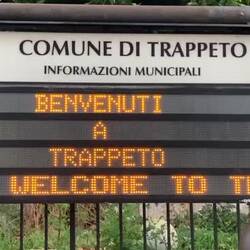 COMUNE DI TRAPPETO
INFORMAZIONI MUNICIPALI
BENVENUTI
A
TRAPPETO
WELCOME TO